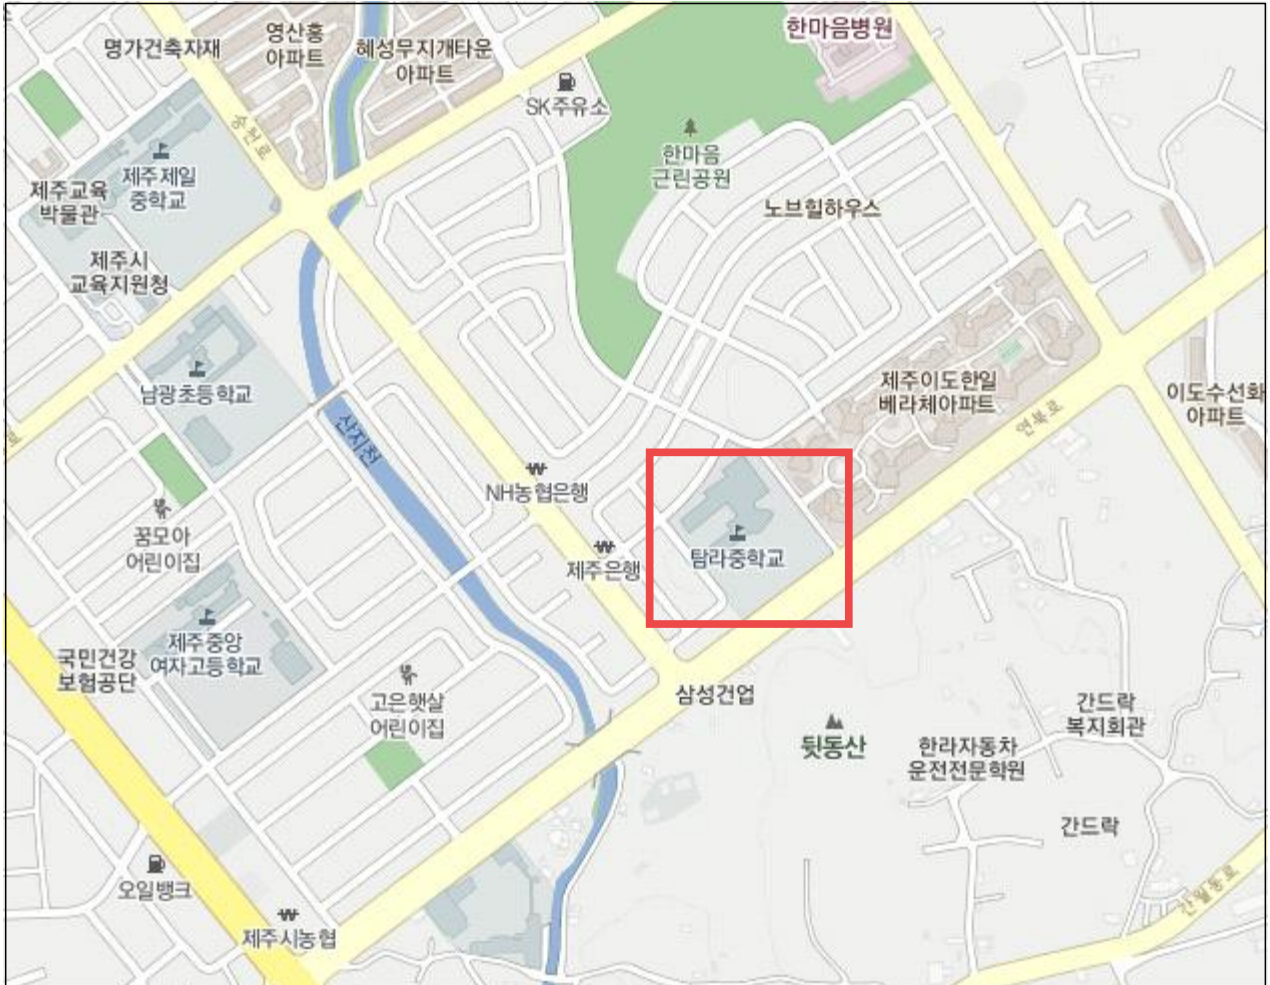 한마음병원
명가건축자재
영산홍
아파트
혜성무지개타운
아파트
SK주유소
송천로
제주제일
중학교
제주교육
박물관
한마음
근린공원
노브힐하우스
제주시
교육지원청
남광초등학교
제주이도한일
베라체아파트
이도수선화
아파트
연북로
산지천
NH농협은행
꿈모아
어린이집
제주은행
탐라중학교
제주중앙
여자고등학교
국민건강
보험공단
고은햇살
어린이집
삼성건업
간드락
복지회관
뒷동산
한라자동차
운전전문학원
간드락
오일뱅크
간월동로
제주시농협
로